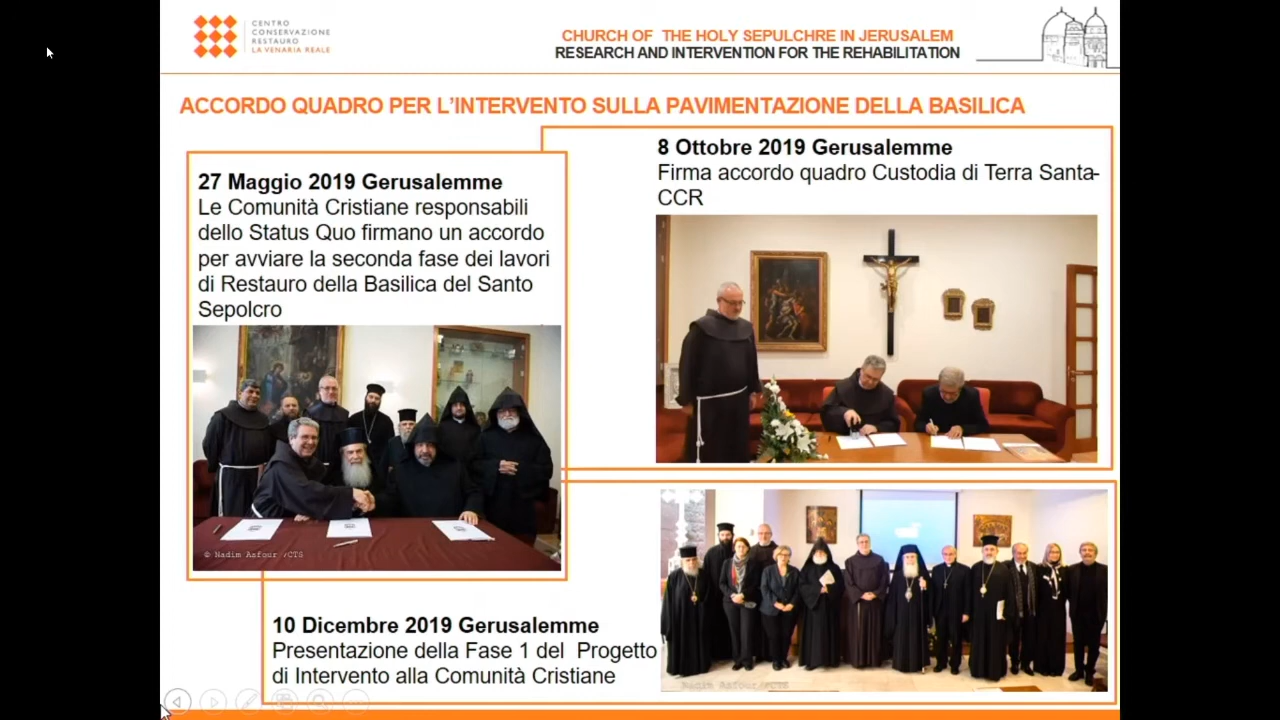 CENTRO
CONSERVAZIONE
RESTAURO
LA VENARIA REALE
CHURCH OF THE HOLY SEPULCHRE IN JERUSALEM
RESEARCH AND INTERVENTION FOR THE REHABILITATION
ACCORDO QUADRO PER L'INTERVENTO SULLA PAVIMENTAZIONE DELLA BASILICA
27 Maggio 2019 Gerusalemme
Le Comunità Cristiane responsabili
dello Status Quo firmano un accordo
per avviare la seconda fase dei lavori
di Restauro della Basilica del Santo
Sepolcro
© Nadim Asfour /CTS
8 Ottobre 2019 Gerusalemme
Firma accordo quadro Custodia di Terra Santa-
CCR
10 Dicembre 2019 Gerusalemme
Presentazione della Fase 1 del Progetto
di Intervento alla Comunità Cristiane
Nadim Asfour/CTS